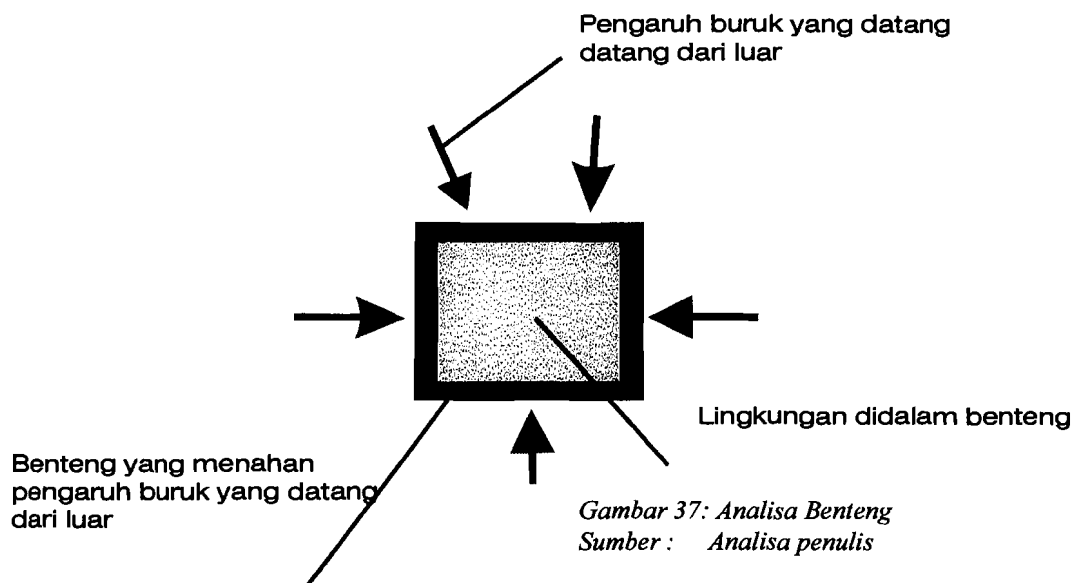 Pengaruh buruk yang datang
datang dari luar
Lingkungan didalam benteng
Benteng yang menahan
pengaruh buruk yang datang
dari luar
Gambar 37: Analisa Benteng
Sumber : Analisa penulis